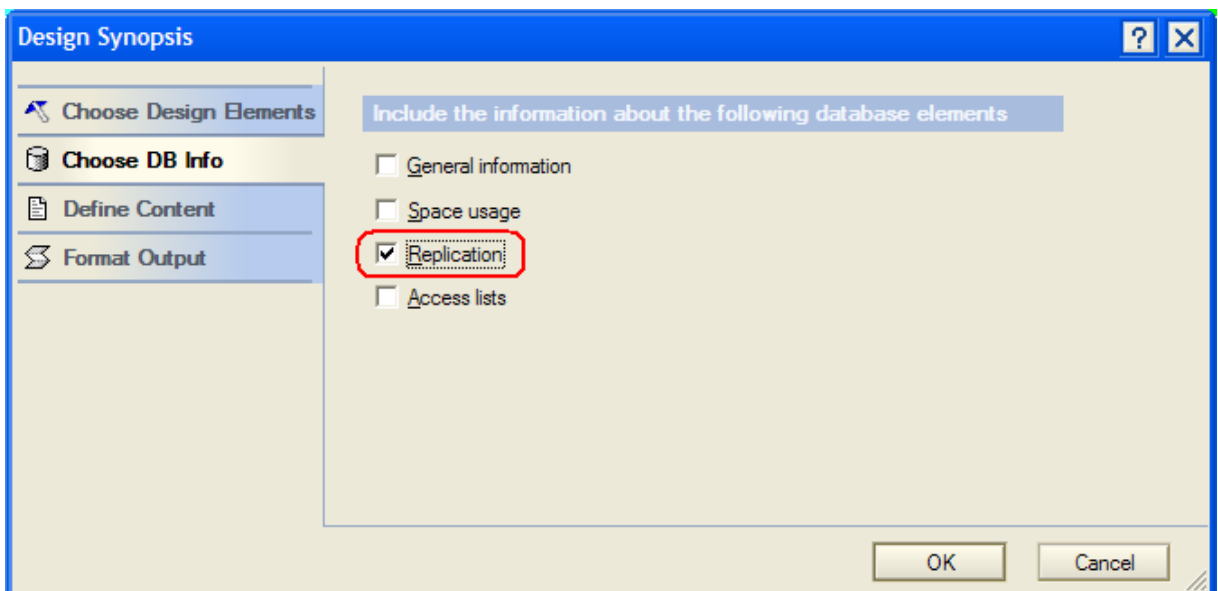 Design Synopsis
Choose Design Elements
Choose DB Info
Define Content
Format Output
Include the information about the following database elements
General information
Space usage
Replication
Access lists
OK
Cancel